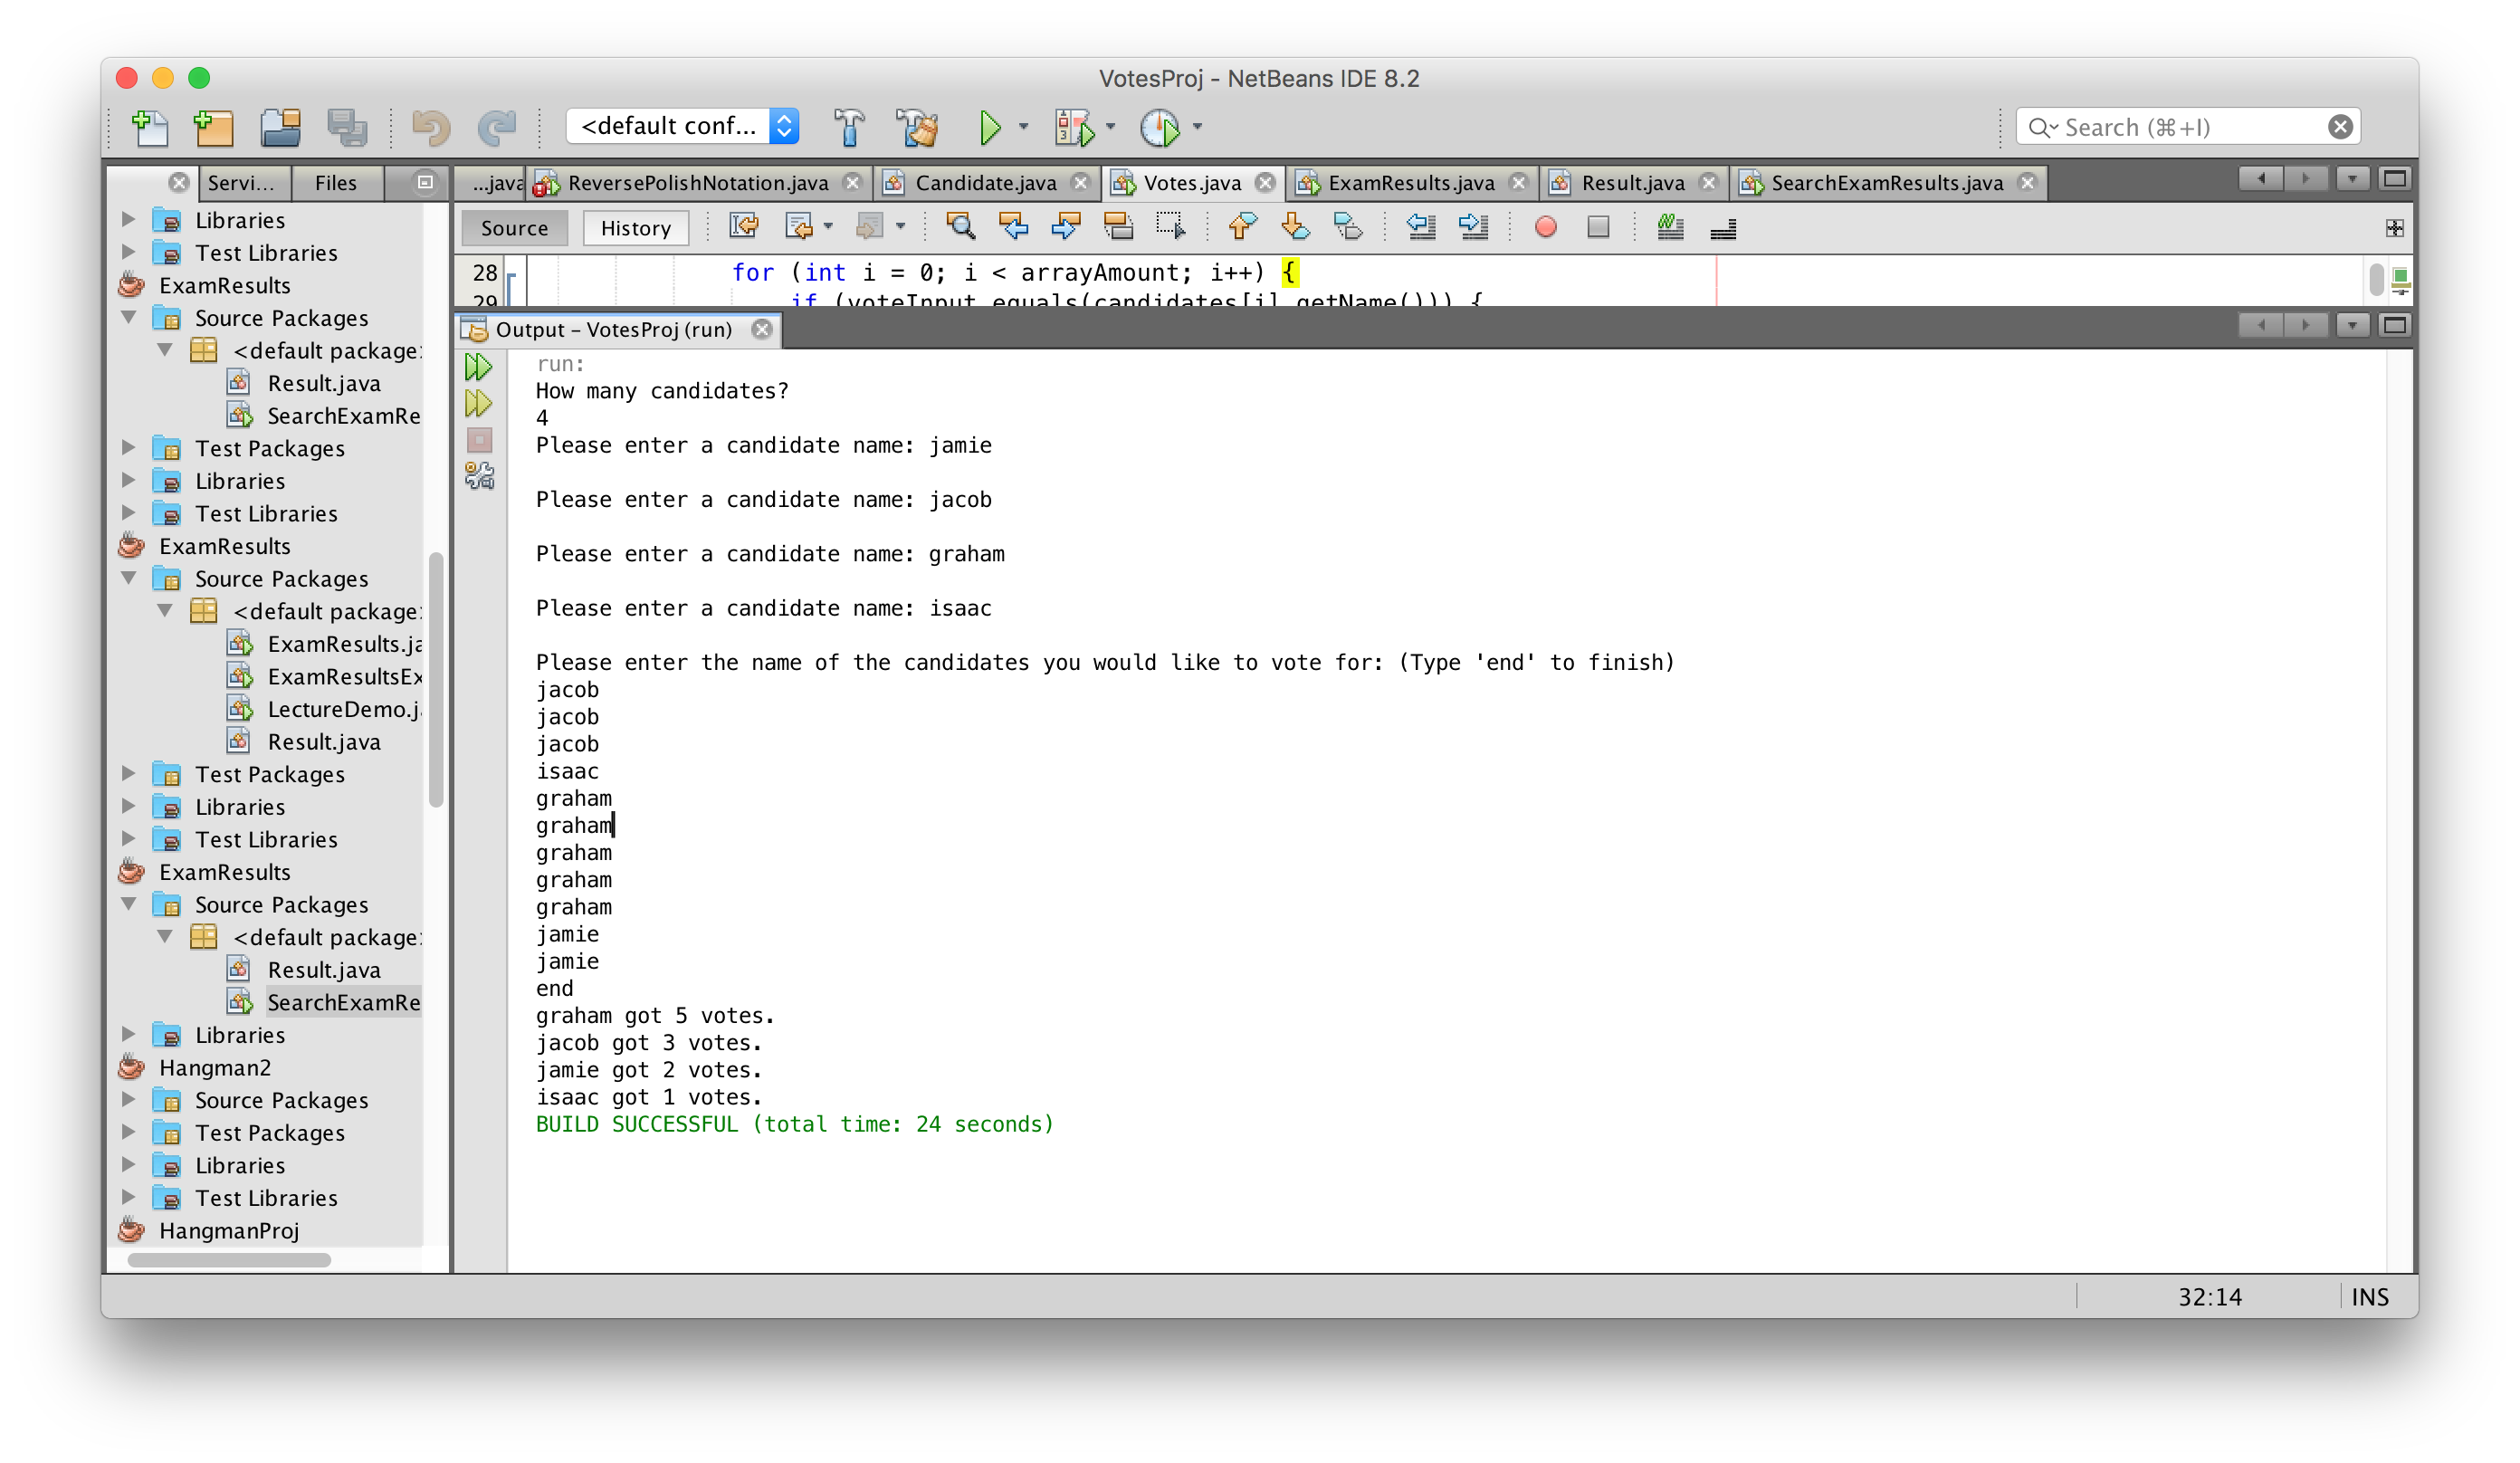 VotesProj - NetBeans IDE 8.2
<default conf...
Search (⌘+I)
Servi...
Files
...java
ReversePolishNotation.java
Candidate.java
Votes.java
ExamResults.java
Result.java
SearchExamResults.java
Source
History
28 for (int i = 0; i < arrayAmount; i++) {
29 if (voteInput.equals(candidates[i].getName())) {
Libraries
Test Libraries
ExamResults
Source Packages
<default package>
Result.java
SearchExamRe
Test Packages
Libraries
Test Libraries
ExamResults
Source Packages
<default package>
ExamResults.ja
ExamResultsEx
LectureDemo.j
Result.java
Test Packages
Libraries
Test Libraries
ExamResults
Source Packages
<default package>
Result.java
SearchExamRe
Libraries
Hangman2
Source Packages
Test Packages
Libraries
Test Libraries
HangmanProj
Output – VotesProj (run)
run:
How many candidates?
4
Please enter a candidate name: jamie
Please enter a candidate name: jacob
Please enter a candidate name: graham
Please enter a candidate name: isaac
Please enter the name of the candidates you would like to vote for: (Type 'end' to finish)
jacob
jacob
jacob
isaac
graham
graham
graham
graham
graham
jamie
jamie
end
graham got 5 votes.
jacob got 3 votes.
jamie got 2 votes.
isaac got 1 votes.
BUILD SUCCESSFUL (total time: 24 seconds)
32:14
INS